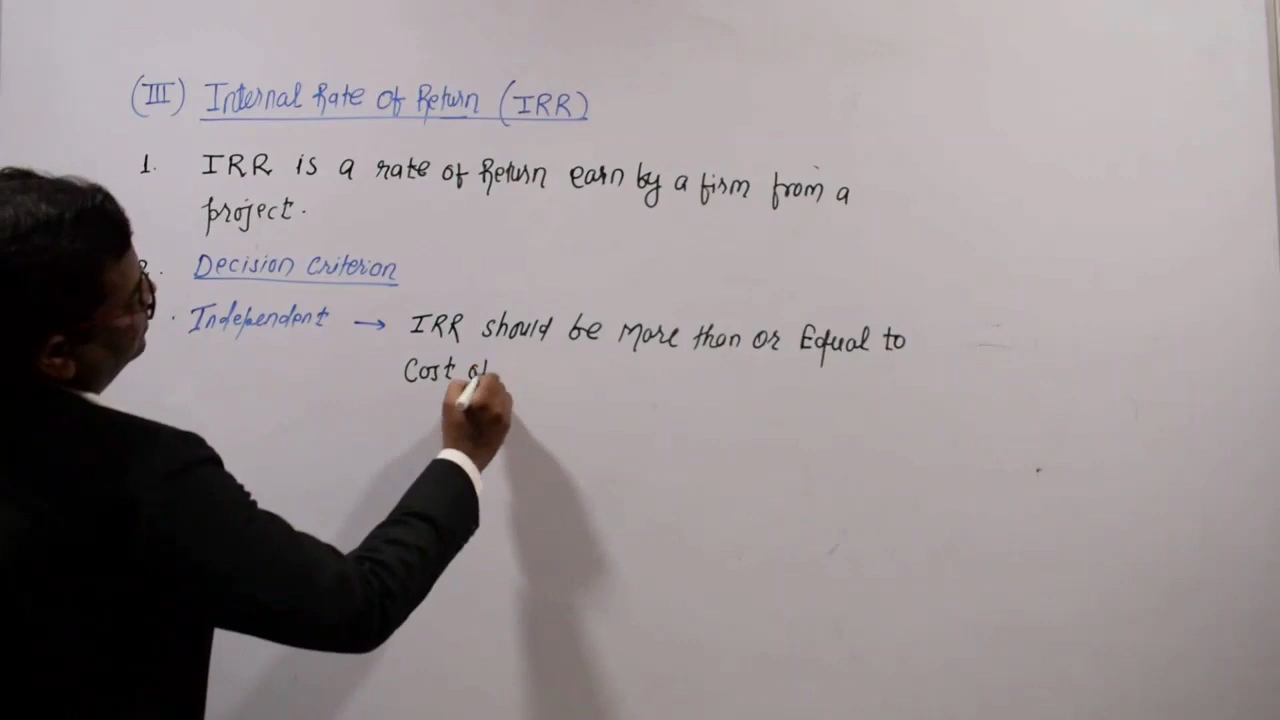 (III) Internal Rate of Return (IRR)
1. IRR is a rate of Return earn by a firm from a
project.
. Decision Criterion
. Independent → IRR should be More than or Equal to
Cost of